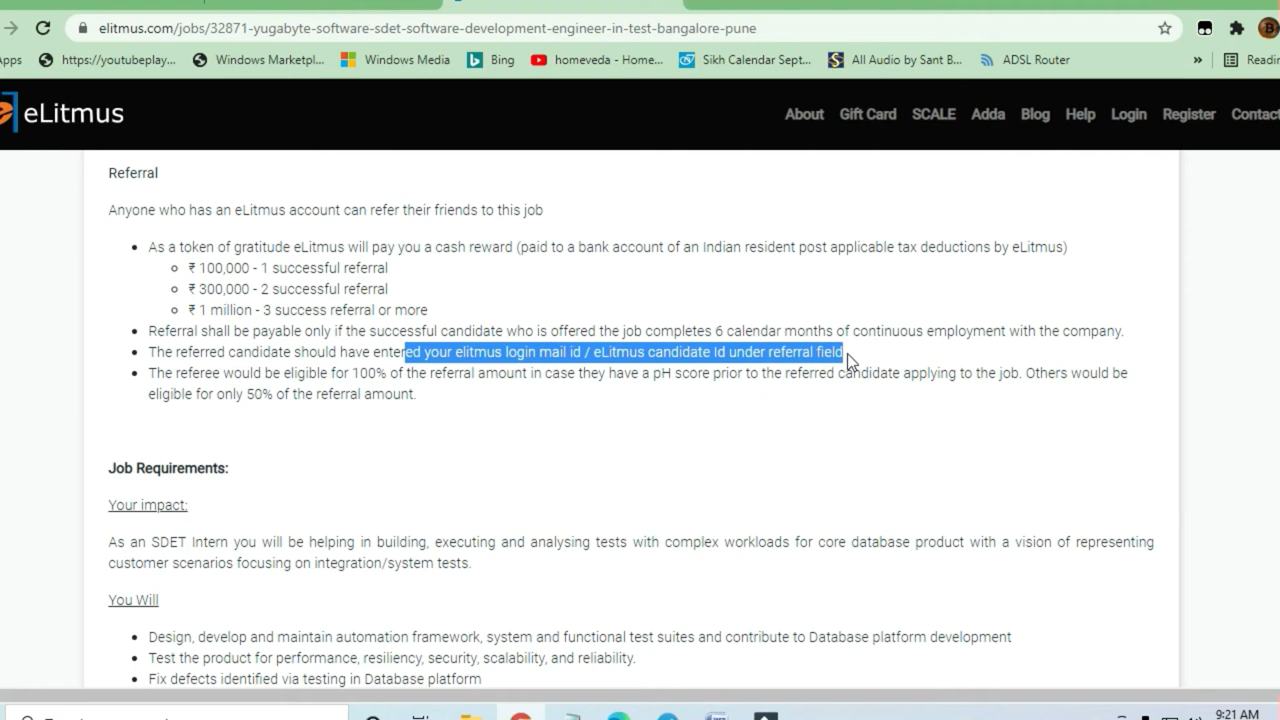 elitmus.com/jobs/32871-yugabyte-software-sdet-software-development-engineer-in-test-bangalore-pune
pps https://youtubeplay... Windows Marketpl... Windows Media Bing homeveda - Home... Sikh Calendar Sept... All Audio by Sant B... ADSL Router » Readin
eLitmus About Gift Card SCALE Adda Blog Help Login Register Contact
Referral
Anyone who has an eLitmus account can refer their friends to this job
As a token of gratitude eLitmus will pay you a cash reward (paid to a bank account of an Indian resident post applicable tax deductions by eLitmus)
₹ 100,000 - 1 successful referral
₹ 300,000 - 2 successful referral
₹ 1 million - 3 success referral or more
Referral shall be payable only if the successful candidate who is offered the job completes 6 calendar months of continuous employment with the company.
The referred candidate should have entered your elitmus login mail id / eLitmus candidate Id under referral field
The referee would be eligible for 100% of the referral amount in case they have a pH score prior to the referred candidate applying to the job. Others would be
eligible for only 50% of the referral amount.
Job Requirements:
Your impact:
As an SDET Intern you will be helping in building, executing and analysing tests with complex workloads for core database product with a vision of representing
customer scenarios focusing on integration/system tests.
You Will
Design, develop and maintain automation framework, system and functional test suites and contribute to Database platform development
Test the product for performance, resiliency, security, scalability, and reliability.
Fix defects identified via testing in Database platform
9:21 AM